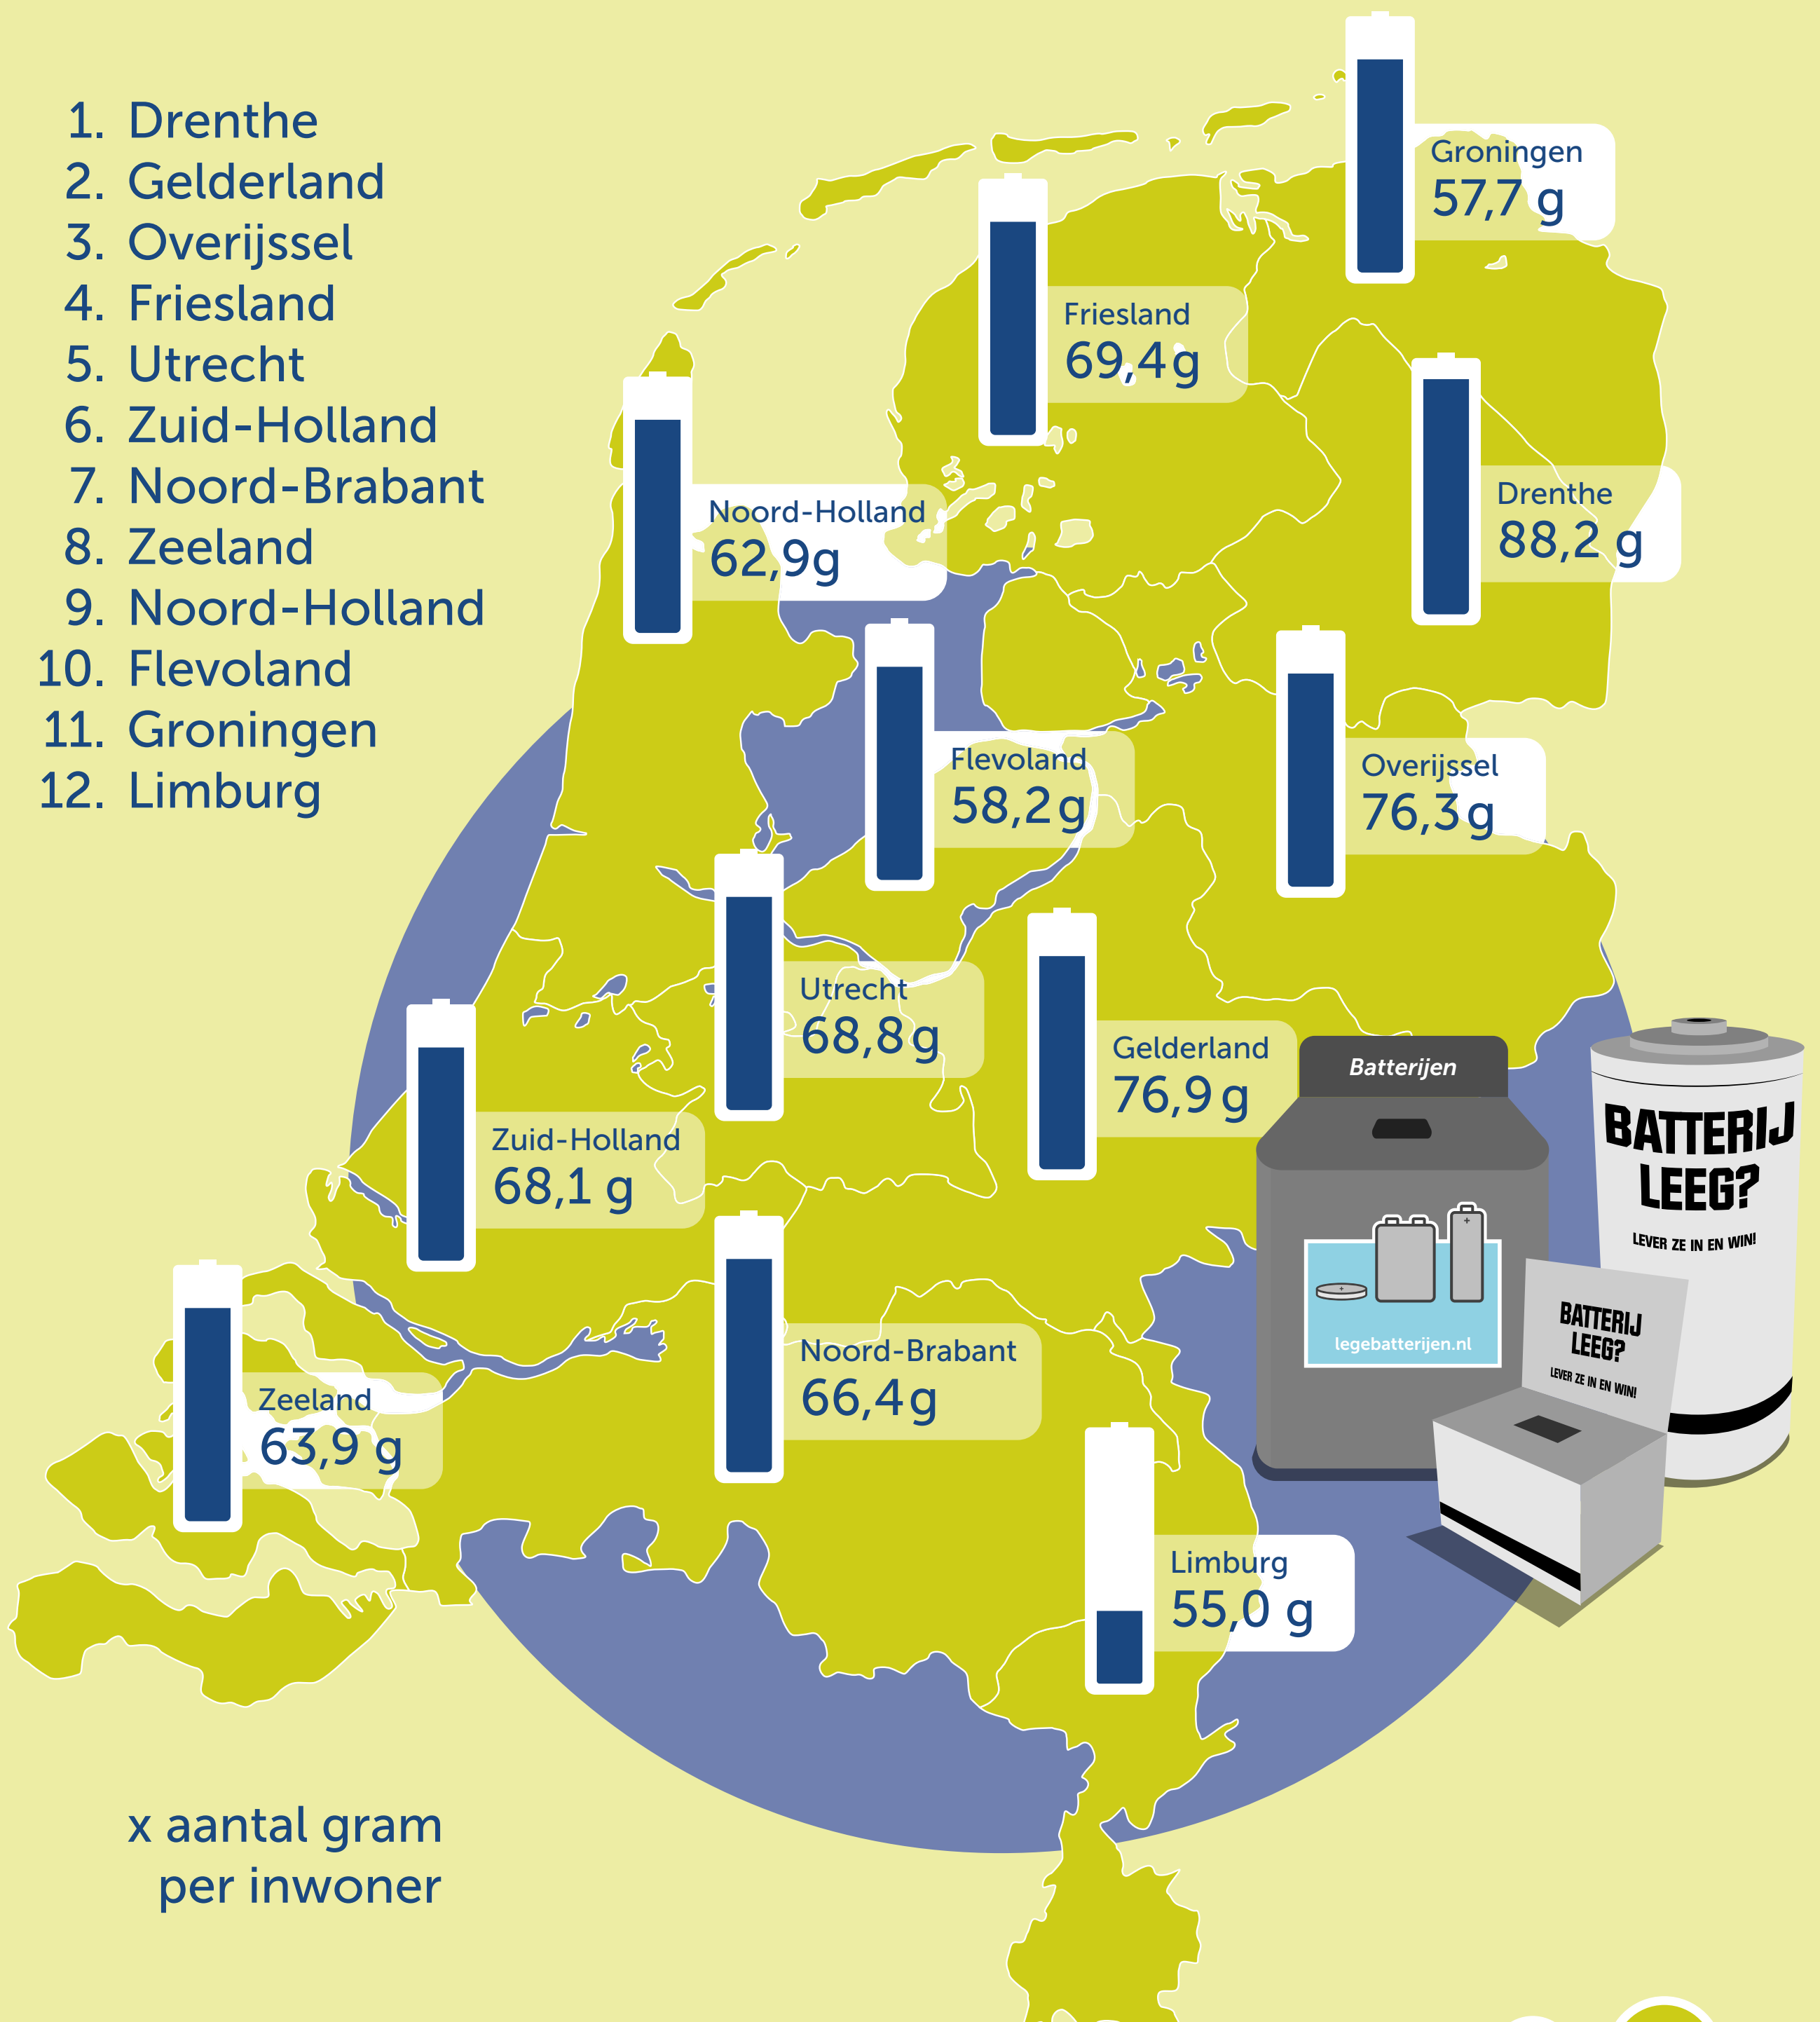 1. Drenthe
2. Gelderland
3. Overijssel
4. Friesland
5. Utrecht
6. Zuid-Holland
7. Noord-Brabant
8. Zeeland
9. Noord-Holland
10. Flevoland
11. Groningen
12. Limburg
Groningen
57,7 g
Friesland
69,4 g
Drenthe
88,2 g
Noord-Holland
62,9g
Flevoland
58,2 g
Overijssel
76,3 g
Utrecht
68,8 g
Gelderland
76,9 g
Zuid-Holland
68,1 g
Noord-Brabant
66,4 g
Zeeland
63,9 g
Limburg
55,0 g
Batterijen
legebatterijen.nl
BATTERIJ
LEEG?
LEVER ZE IN EN WIN!
BATTERIJ
LEEG?
LEVER ZE IN EN WIN!
x aantal gram
per inwoner